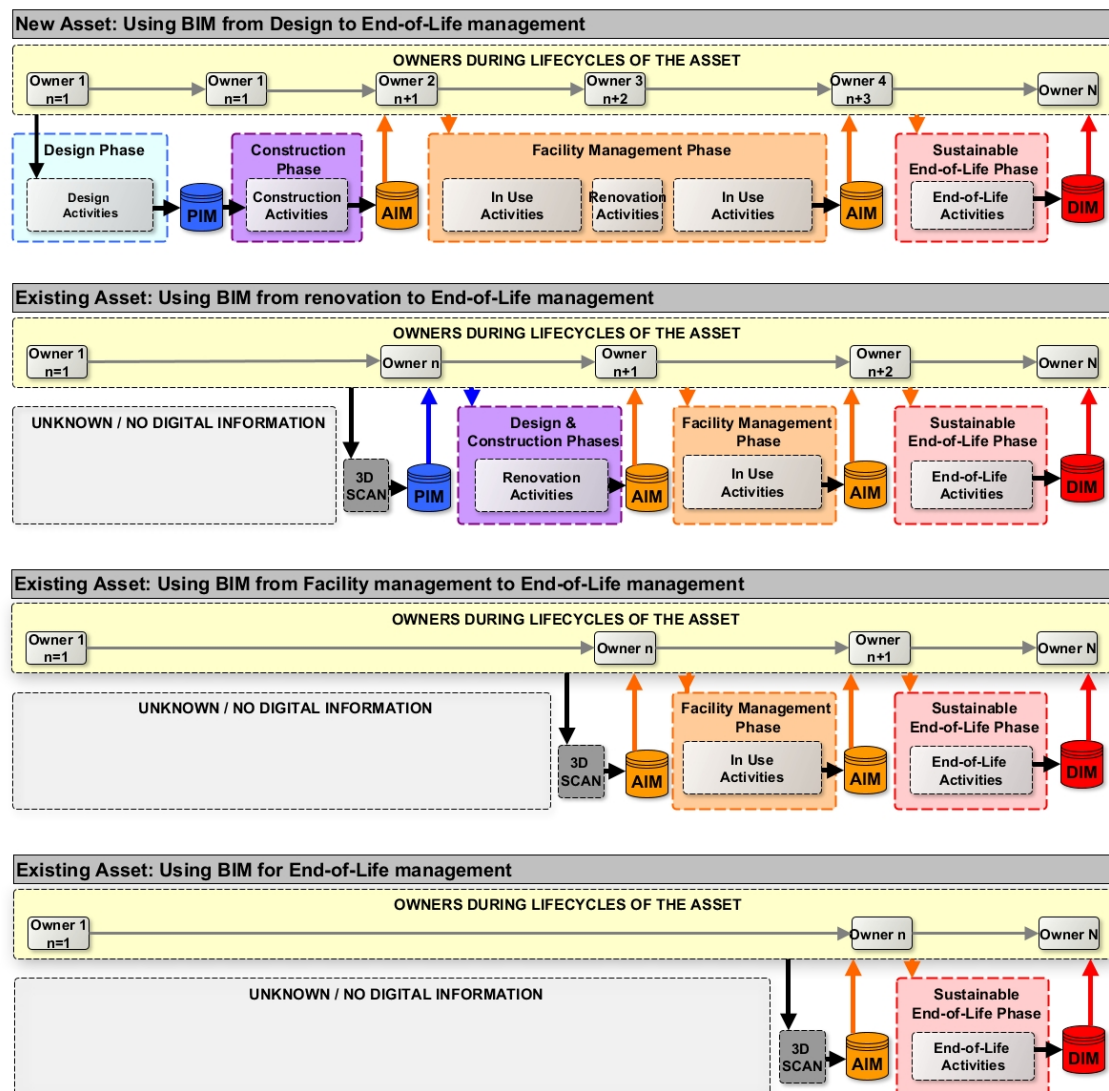 New Asset: Using BIM from Design to End-of-Life management
OWNERS DURING LIFECYCLES OF THE ASSET
Owner 1
n=1
Owner 1
n=1
Owner 2
n+1
Owner 3
n+2
Owner 4
n+3
Owner N
Design Phase
Design
Activities
PIM
Construction
Phase
Construction
Activities
AIM
Facility Management Phase
In Use
Activities
Renovation
Activities
In Use
Activities
AIM
Sustainable
End-of-Life Phase
End-of-Life
Activities
DIM
Existing Asset: Using BIM from renovation to End-of-Life management
OWNERS DURING LIFECYCLES OF THE ASSET
Owner 1
n=1
Owner n
Owner
n+1
Owner
n+2
Owner N
UNKNOWN / NO DIGITAL INFORMATION
3D
SCAN
PIM
Design &
Construction Phases
Renovation
Activities
AIM
Facility Management
Phase
In Use
Activities
AIM
Sustainable
End-of-Life Phase
End-of-Life
Activities
DIM
Existing Asset: Using BIM from Facility management to End-of-Life management
OWNERS DURING LIFECYCLES OF THE ASSET
Owner 1
n=1
Owner n
Owner
n+1
Owner N
UNKNOWN / NO DIGITAL INFORMATION
3D
SCAN
AIM
Facility Management
Phase
In Use
Activities
AIM
Sustainable
End-of-Life Phase
End-of-Life
Activities
DIM
Existing Asset: Using BIM for End-of-Life management
OWNERS DURING LIFECYCLES OF THE ASSET
Owner 1
n=1
Owner n
Owner N
UNKNOWN / NO DIGITAL INFORMATION
3D
SCAN
AIM
Sustainable
End-of-Life Phase
End-of-Life
Activities
DIM